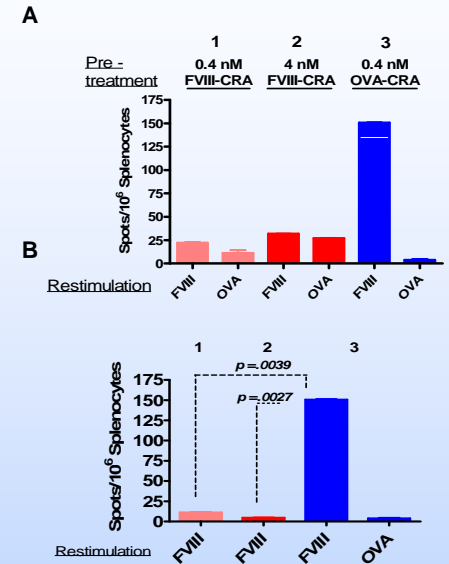 A
1 2 3
Pre - treatment
0.4 nM FVIII-CRA
4 nM FVIII-CRA
0.4 nM OVA-CRA
Spots/10⁶ Splenocytes
175
150
125
100
75
50
25
0
Restimulation
FVIII OVA FVIII OVA FVIII OVA
B
1 2 3
p=.0039
p=.0027
Spots/10⁶ Splenocytes
175
150
125
100
75
50
25
0
Restimulation
FVIII FVIII FVIII OVA